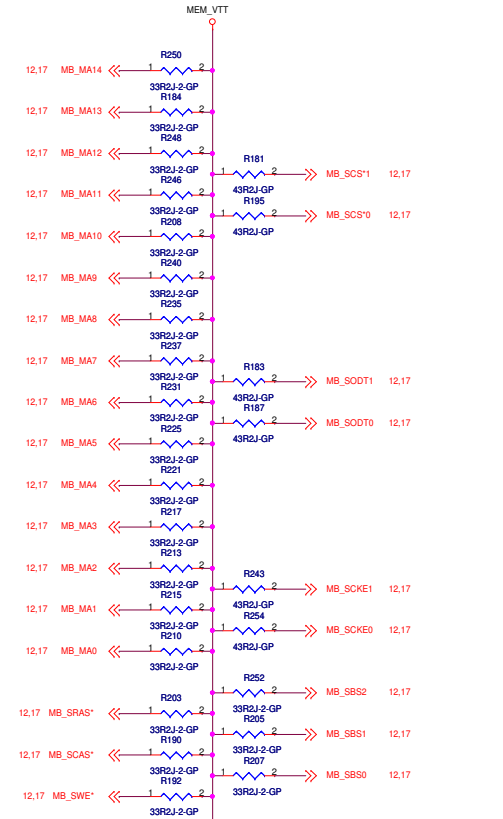 MEM_VTT
R250
12,17 MB_MA14 1 2
33R2J-2-GP
R184
12,17 MB_MA13 1 2
33R2J-2-GP
R248
12,17 MB_MA12 1 2
33R2J-2-GP
R181
1 2 MB_SCS*1 12,17
43R2J-GP
R246
12,17 MB_MA11 1 2
33R2J-2-GP
R195
1 2 MB_SCS*0 12,17
43R2J-GP
R208
12,17 MB_MA10 1 2
33R2J-2-GP
R240
12,17 MB_MA9 1 2
33R2J-2-GP
R235
12,17 MB_MA8 1 2
33R2J-2-GP
R237
12,17 MB_MA7 1 2
33R2J-2-GP
R183
1 2 MB_SODT1 12,17
43R2J-GP
R231
12,17 MB_MA6 1 2
33R2J-2-GP
R187
1 2 MB_SODT0 12,17
43R2J-GP
R225
12,17 MB_MA5 1 2
33R2J-2-GP
R221
12,17 MB_MA4 1 2
33R2J-2-GP
R217
12,17 MB_MA3 1 2
33R2J-2-GP
R213
12,17 MB_MA2 1 2
33R2J-2-GP
R243
1 2 MB_SCKE1 12,17
43R2J-GP
R215
12,17 MB_MA1 1 2
33R2J-2-GP
R254
1 2 MB_SCKE0 12,17
43R2J-GP
R210
12,17 MB_MA0 1 2
33R2J-2-GP
R252
1 2 MB_SBS2 12,17
33R2J-2-GP
R203
12,17 MB_SRAS* 1 2
33R2J-2-GP
R205
1 2 MB_SBS1 12,17
33R2J-2-GP
R190
12,17 MB_SCAS* 1 2
33R2J-2-GP
R207
1 2 MB_SBS0 12,17
33R2J-2-GP
R192
12,17 MB_SWE* 1 2
33R2J-2-GP